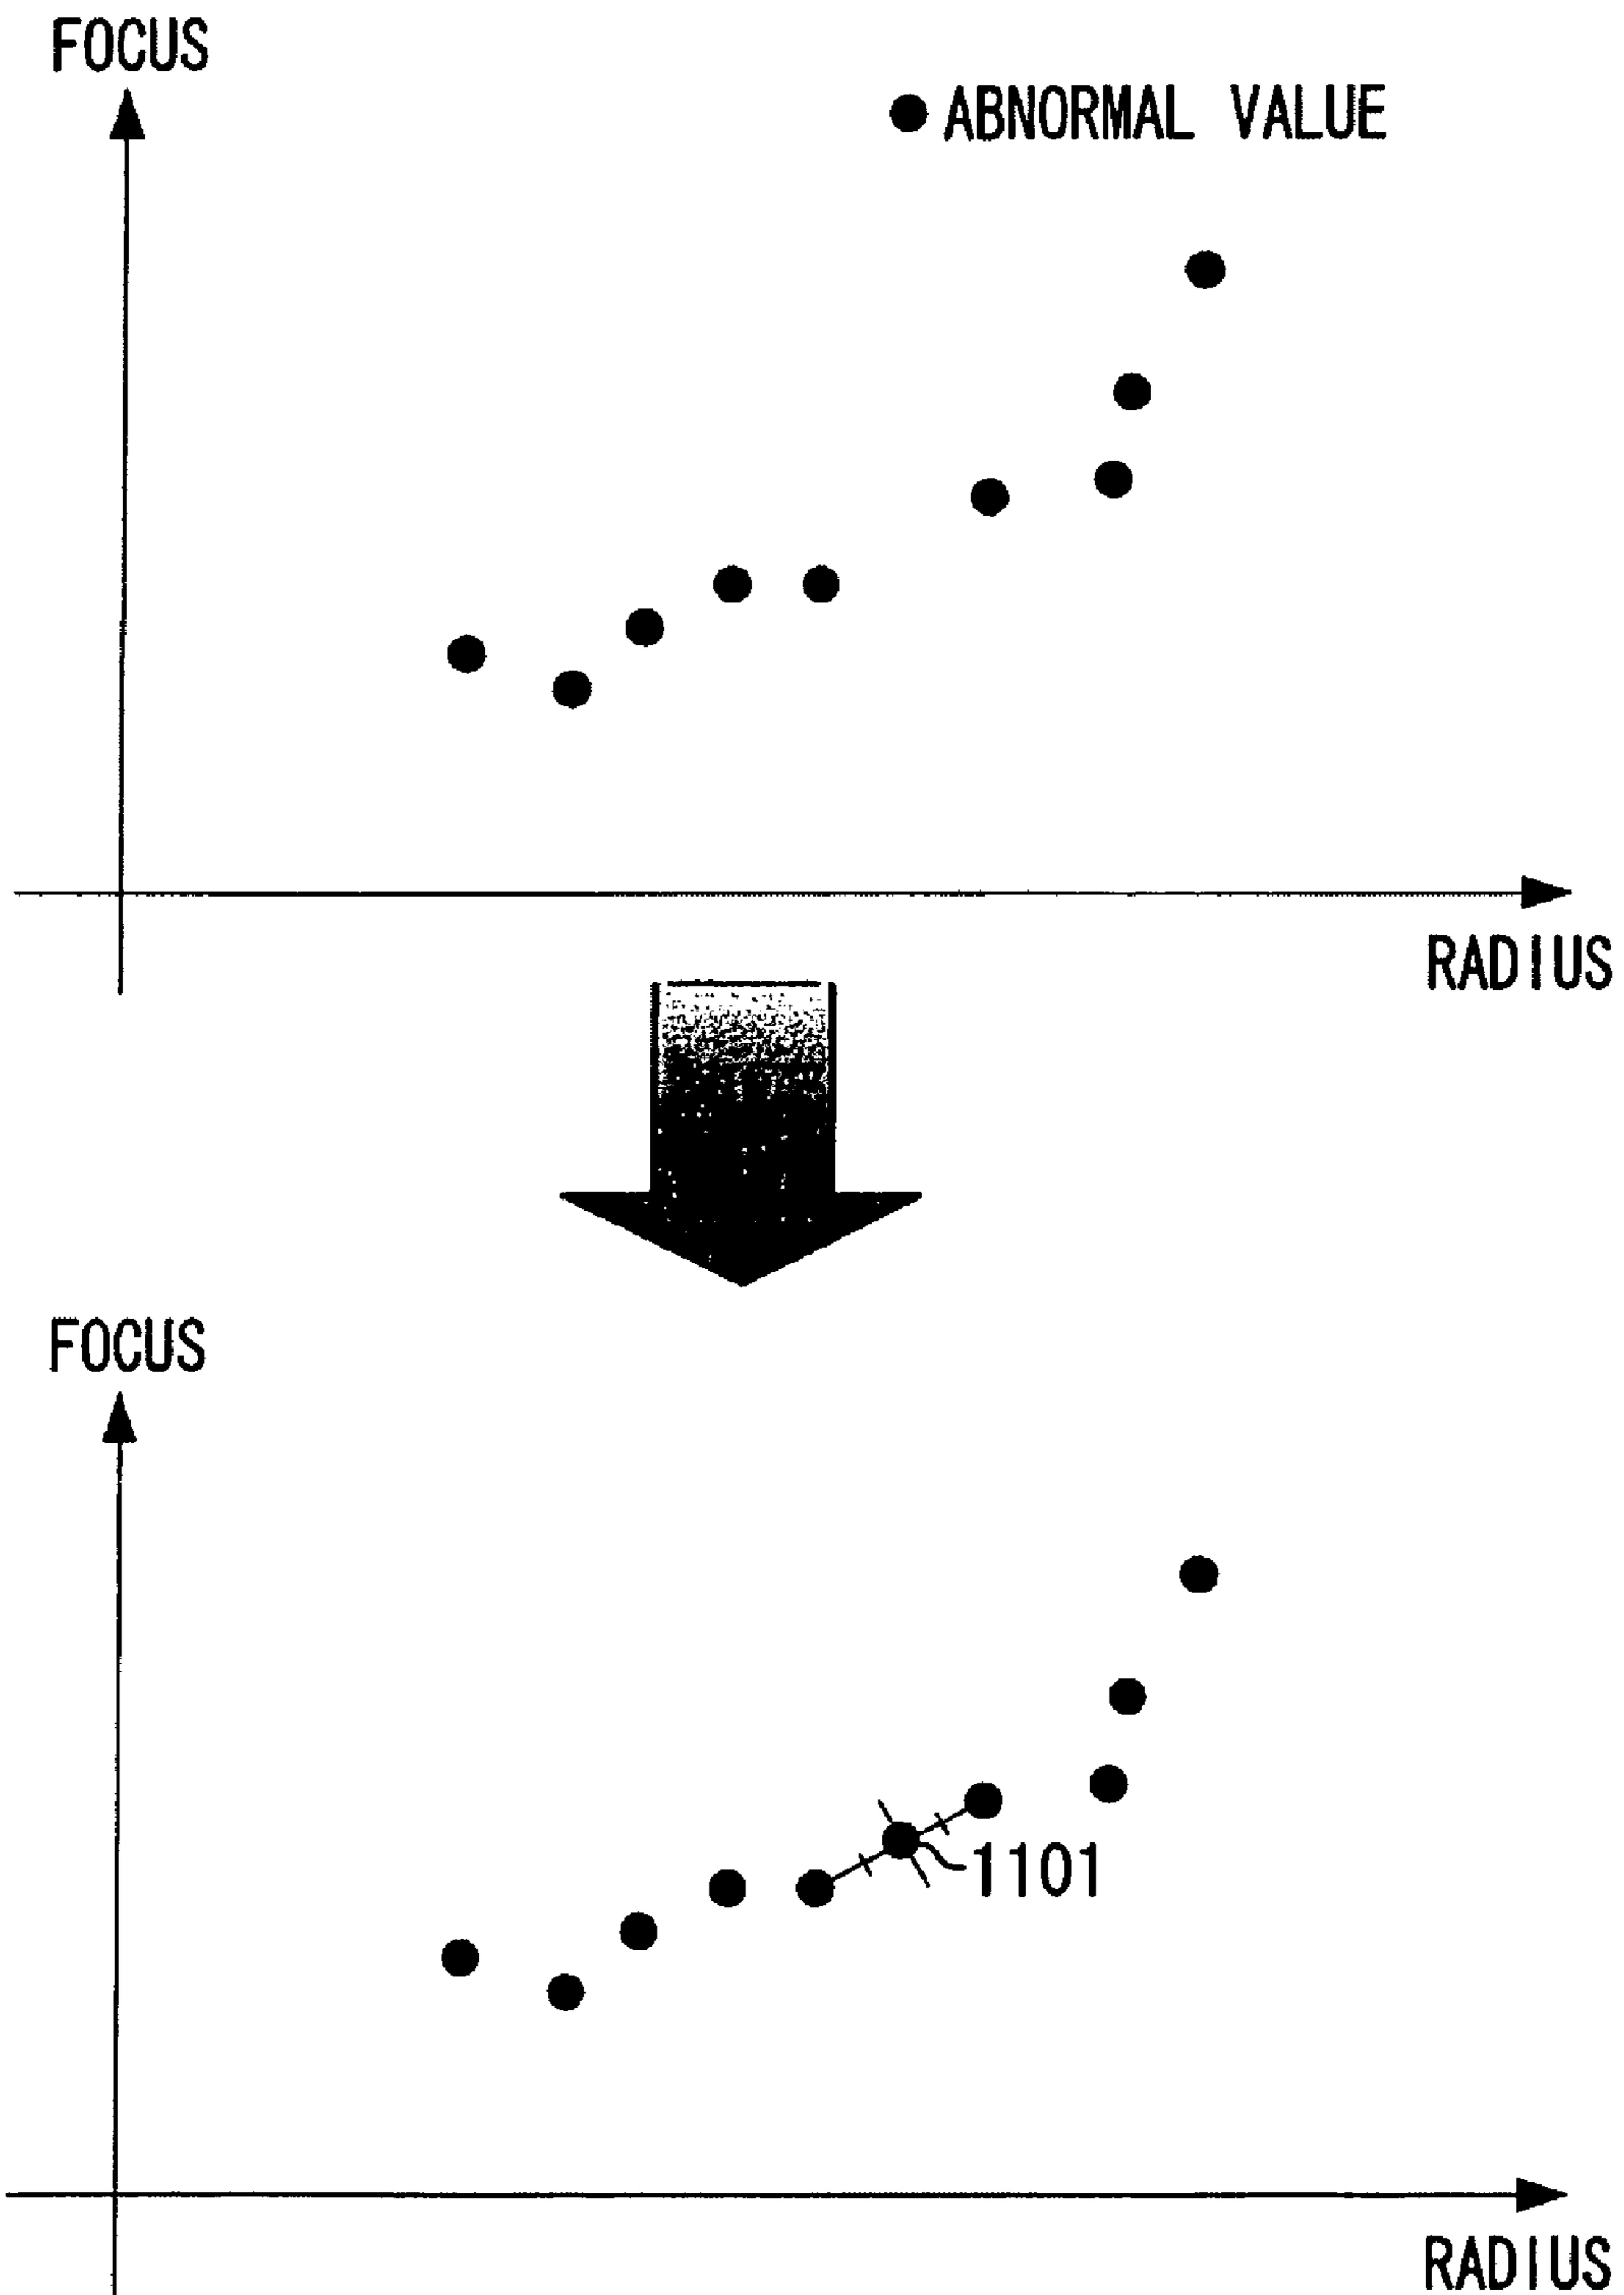 FOCUS
ABNORMAL VALUE
RADIUS
FOCUS
1101
RADIUS